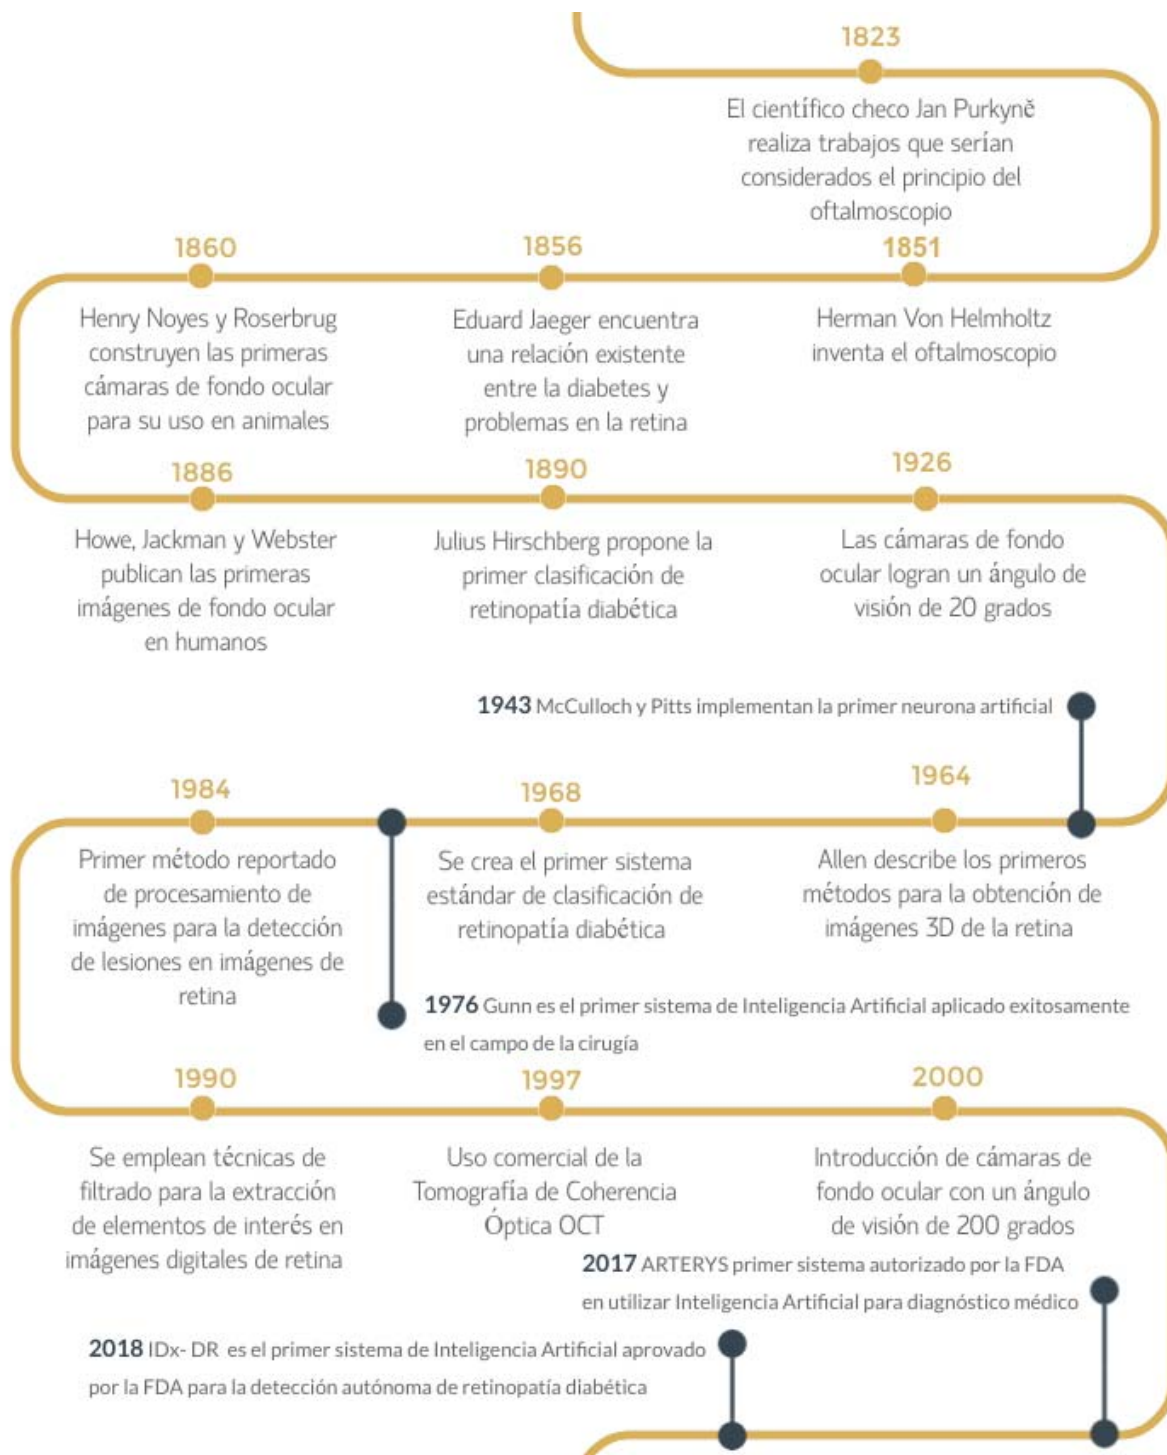 1823
El científico checo Jan Purkyně
realiza trabajos que serían
considerados el principio del
oftalmoscopio
1851
Herman Von Helmholtz
inventa el oftalmoscopio
1856
Eduard Jaeger encuentra
una relación existente
entre la diabetes y
problemas en la retina
1860
Henry Noyes y Roserbrug
construyen las primeras
cámaras de fondo ocular
para su uso en animales
1886
Howe, Jackman y Webster
publican las primeras
imágenes de fondo ocular
en humanos
1890
Julius Hirschberg propone la
primer clasificación de
retinopatía diabética
1926
Las cámaras de fondo
ocular logran un ángulo de
visión de 20 grados
1943 McCulloch y Pitts implementan la primer neurona artificial
1964
Allen describe los primeros
métodos para la obtención de
imágenes 3D de la retina
1968
Se crea el primer sistema
estándar de clasificación de
retinopatía diabética
1976 Gunn es el primer sistema de Inteligencia Artificial aplicado exitosamente
en el campo de la cirugía
1984
Primer método reportado
de procesamiento de
imágenes para la detección
de lesiones en imágenes de
retina
1990
Se emplean técnicas de
filtrado para la extracción
de elementos de interés en
imágenes digitales de retina
1997
Uso comercial de la
Tomografía de Coherencia
Óptica OCT
2000
Introducción de cámaras de
fondo ocular con un ángulo
de visión de 200 grados
2017 ARTERYS primer sistema autorizado por la FDA
en utilizar Inteligencia Artificial para diagnóstico médico
2018 IDx- DR es el primer sistema de Inteligencia Artificial aprovado
por la FDA para la detección autónoma de retinopatía diabética